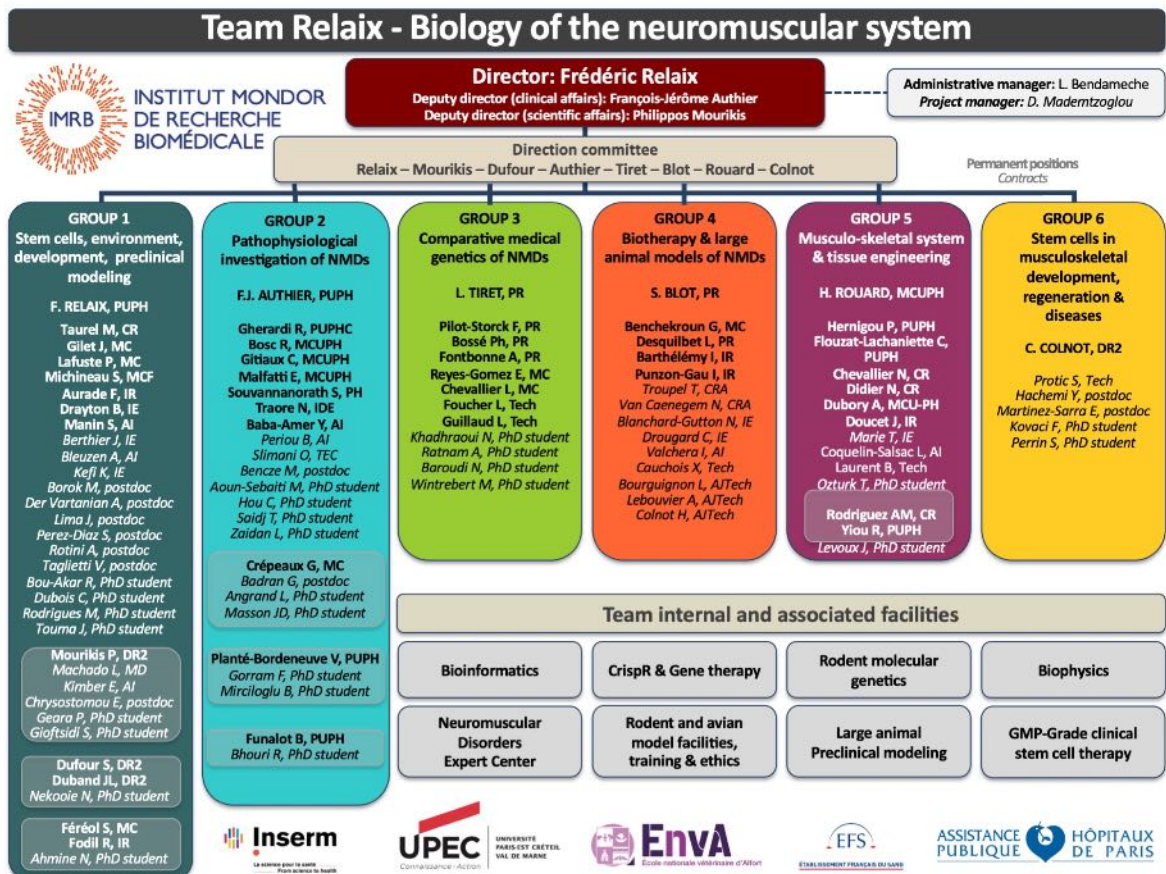 Team Relaix - Biology of the neuromuscular system
IMRB
INSTITUT MONDOR
DE RECHERCHE
BIOMÉDICALE
Director: Frédéric Relaix
Deputy director (clinical affairs): François-Jérôme Authier
Deputy director (scientific affairs): Philippos Mourikis
Administrative manager: L. Bendameche
Project manager: D. Mademtzoglou
Direction committee
Relaix – Mourikis – Dufour – Authier – Tiret – Blot – Rouard – Colnot
Permanent positions
Contracts
GROUP 1
Stem cells, environment,
development, preclinical
modeling
F. RELAIX, PUPH
Taurel M, CR
Gilet J, MC
Lafuste P, MC
Michineau S, MCF
Aurade F, IR
Drayton B, IE
Manin S, AI
Berthier J, IE
Bleuzen A, AI
Kefi K, IE
Borok M, postdoc
Der Vartanian A, postdoc
Lima J, postdoc
Perez-Diaz S, postdoc
Rotini A, postdoc
Taglietti V, postdoc
Bou-Akar R, PhD student
Dubois C, PhD student
Rodrigues M, PhD student
Touma J, PhD student
Mourikis P, DR2
Machado L, MD
Kimber E, AI
Chrysostomou E, postdoc
Geara P, PhD student
Gioftsidi S, PhD student
Dufour S, DR2
Duband JL, DR2
Nekooie N, PhD student
Féréol S, MC
Fodil R, IR
Ahmine N, PhD student
GROUP 2
Pathophysiological
investigation of NMDs
F.J. AUTHIER, PUPH
Gherardi R, PUPHC
Bosc R, MCUPH
Gitiaux C, MCUPH
Malfatti E, MCUPH
Souvannanorath S, PH
Traore N, IDE
Baba-Amer Y, AI
Periou B, AI
Slimani O, TEC
Bencze M, postdoc
Aoun-Sebaiti M, PhD student
Hou C, PhD student
Saidj T, PhD student
Zaidan L, PhD student
Crépeaux G, MC
Badran G, postdoc
Angrand L, PhD student
Masson JD, PhD student
Planté-Bordeneuve V, PUPH
Gorram F, PhD student
Mirciloglu B, PhD student
Funalot B, PUPH
Bhouri R, PhD student
GROUP 3
Comparative medical
genetics of NMDs
L. TIRET, PR
Pilot-Storck F, PR
Bossé Ph, PR
Fontbonne A, PR
Reyes-Gomez E, MC
Chevallier L, MC
Foucher L, Tech
Guillaud L, Tech
Khadhraoui N, PhD student
Ratnam A, PhD student
Baroudi N, PhD student
Wintrebert M, PhD student
GROUP 4
Biotherapy & large
animal models of NMDs
S. BLOT, PR
Benchekroun G, MC
Desquilbet L, PR
Barthélémy I, IR
Punzon-Gau I, IR
Troupel T, CRA
Van Caenegem N, CRA
Blanchard-Gutton N, IE
Drougard C, IE
Valchera I, AI
Cauchois X, Tech
Bourguignon L, AJTech
Lebouvier A, AJTech
Colnot H, AJTech
GROUP 5
Musculo-skeletal system
& tissue engineering
H. ROUARD, MCUPH
Hernigou P, PUPH
Flouzat-Lachaniette C,
PUPH
Chevallier N, CR
Didier N, CR
Dubory A, MCU-PH
Doucet J, IR
Marie T, IE
Coquelin-Salsac L, AI
Laurent B, Tech
Ozturk T, PhD student
Rodriguez AM, CR
Yiou R, PUPH
Levoux J, PhD student
GROUP 6
Stem cells in
musculoskeletal
development,
regeneration &
diseases
C. COLNOT, DR2
Protic S, Tech
Hachemi Y, postdoc
Martinez-Sarra E, postdoc
Kovaci F, PhD student
Perrin S, PhD student
Team internal and associated facilities
Bioinformatics
CrispR & Gene therapy
Rodent molecular
genetics
Biophysics
Neuromuscular
Disorders
Expert Center
Rodent and avian
model facilities,
training & ethics
Large animal
Preclinical modeling
GMP-Grade clinical
stem cell therapy
Inserm
La science pour la santé
From science to health
UPEC
Connaissance - Action
UNIVERSITÉ
PARIS-EST CRÉTEIL
VAL DE MARNE
EnvA
École nationale vétérinaire d'Alfort
EFS
ÉTABLISSEMENT FRANÇAIS DU SANG
ASSISTANCE
PUBLIQUE
HÔPITAUX
DE PARIS